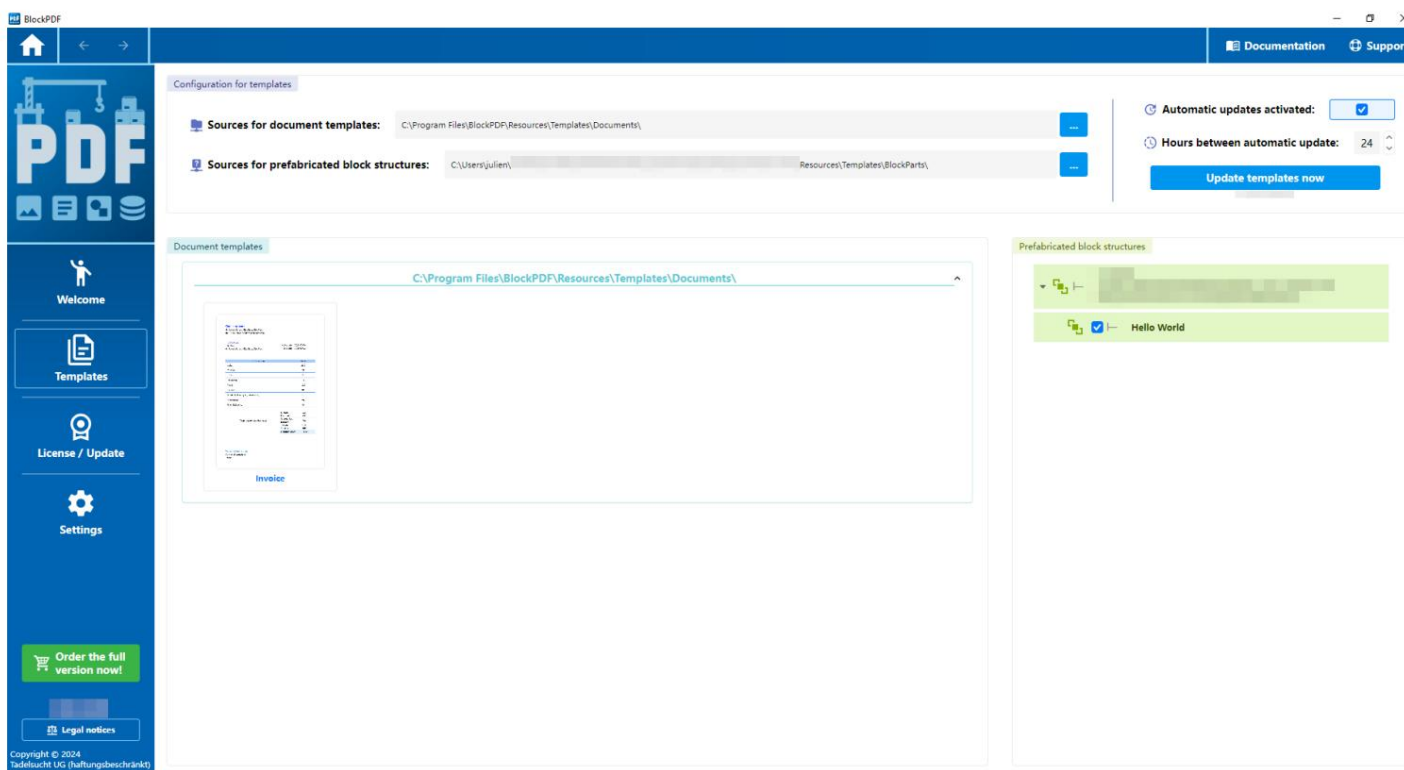 BlockPDF
Documentation
Suppor
PDF
Configuration for templates
Sources for document templates: C:\Program Files\BlockPDF\Resources\Templates\Documents\ ...
Sources for prefabricated block structures: C:\Users\julien\ Resources\Templates\BlockParts\ ...
Automatic updates activated:
Hours between automatic update: 24
Update templates now
Welcome
Templates
License / Update
Settings
Order the full
version now!
Legal notices
Copyright © 2024
Tadelsucht UG (haftungsbeschränkt)
Document templates
C:\Program Files\BlockPDF\Resources\Templates\Documents\
Invoice
Prefabricated block structures
Hello World